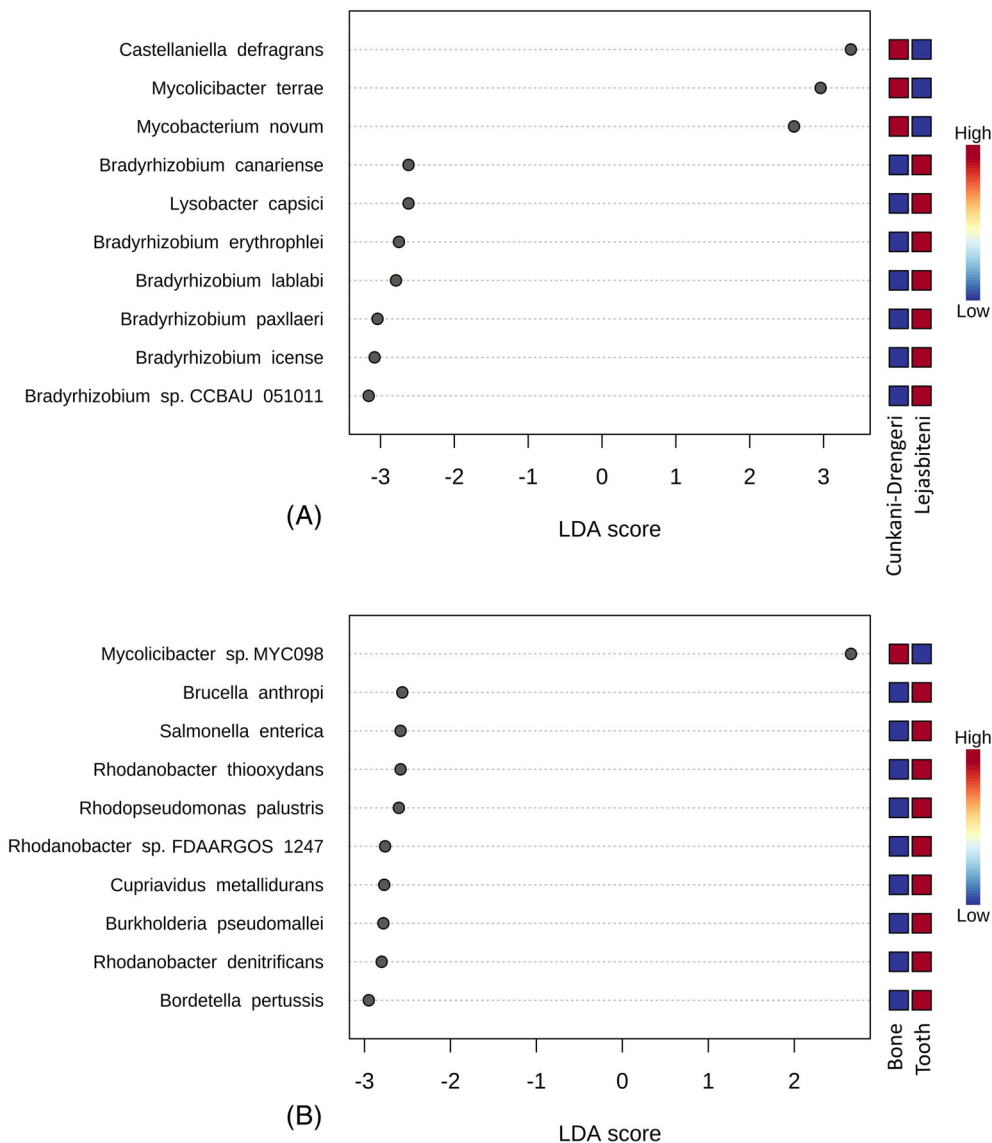 Castellaniella defragrans
Mycolicibacter terrae
Mycobacterium novum
Bradyrhizobium canariense
Lysobacter capsici
Bradyrhizobium erythrophlei
Bradyrhizobium lablabi
Bradyrhizobium paxllaeri
Bradyrhizobium icense
Bradyrhizobium sp. CCBAU 051011
-3 -2 -1 0 1 2 3
LDA score
(A)
Cunkani-Drengeri
Lejasbiteni
High
Low
Mycolicibacter sp. MYC098
Brucella anthropi
Salmonella enterica
Rhodanobacter thiooxydans
Rhodopseudomonas palustris
Rhodanobacter sp. FDAARGOS 1247
Cupriavidus metallidurans
Burkholderia pseudomallei
Rhodanobacter denitrificans
Bordetella pertussis
-3 -2 -1 0 1 2
LDA score
(B)
Bone
Tooth
High
Low